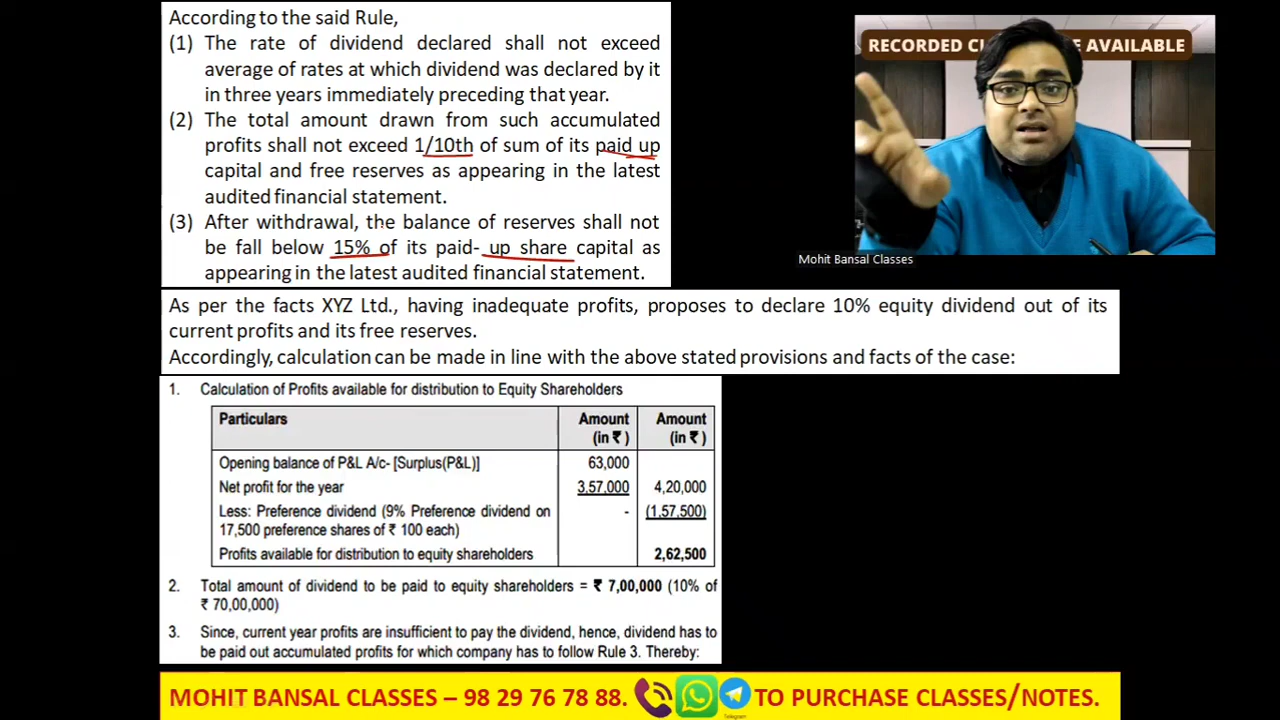 According to the said Rule,
(1) The rate of dividend declared shall not exceed
average of rates at which dividend was declared by it
in three years immediately preceding that year.
(2) The total amount drawn from such accumulated
profits shall not exceed 1/10th of sum of its paid up
capital and free reserves as appearing in the latest
audited financial statement.
(3) After withdrawal, the balance of reserves shall not
be fall below 15% of its paid- up share capital as
appearing in the latest audited financial statement.
RECORDED AVAILABLE
Mohit Bansal Classes
As per the facts XYZ Ltd., having inadequate profits, proposes to declare 10% equity dividend out of its
current profits and its free reserves.
Accordingly, calculation can be made in line with the above stated provisions and facts of the case:
1. Calculation of Profits available for distribution to Equity Shareholders
Particulars Amount (in ₹ ) Amount (in ₹ )
Opening balance of P&L A/c- [Surplus(P&L)] 63,000
Net profit for the year 3,57,000 4,20,000
Less: Preference dividend (9% Preference dividend on - (1,57,500)
17,500 preference shares of ₹ 100 each)
Profits available for distribution to equity shareholders 2,62,500
2. Total amount of dividend to be paid to equity shareholders = ₹ 7,00,000 (10% of
₹ 70,00,000)
3. Since, current year profits are insufficient to pay the dividend, hence, dividend has to
be paid out accumulated profits for which company has to follow Rule 3. Thereby:
MOHIT BANSAL CLASSES – 98 29 76 78 88. TO PURCHASE CLASSES/NOTES.
Telegram